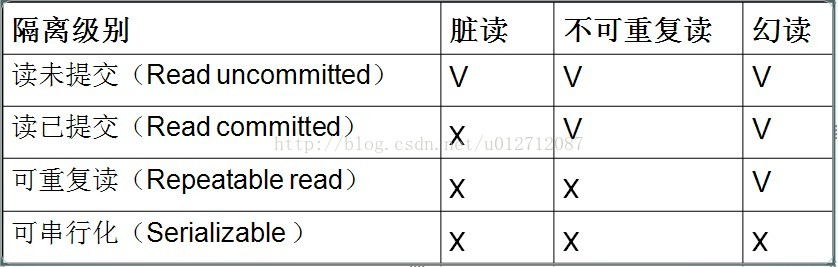 隔离级别 脏读 不可重复读 幻读
读未提交（Read uncommitted） V V V
读已提交（Read committed） x V V
http://blog.csdn.net/u012712087
可重复读（Repeatable read） x x V
可串行化（Serializable ） x x x